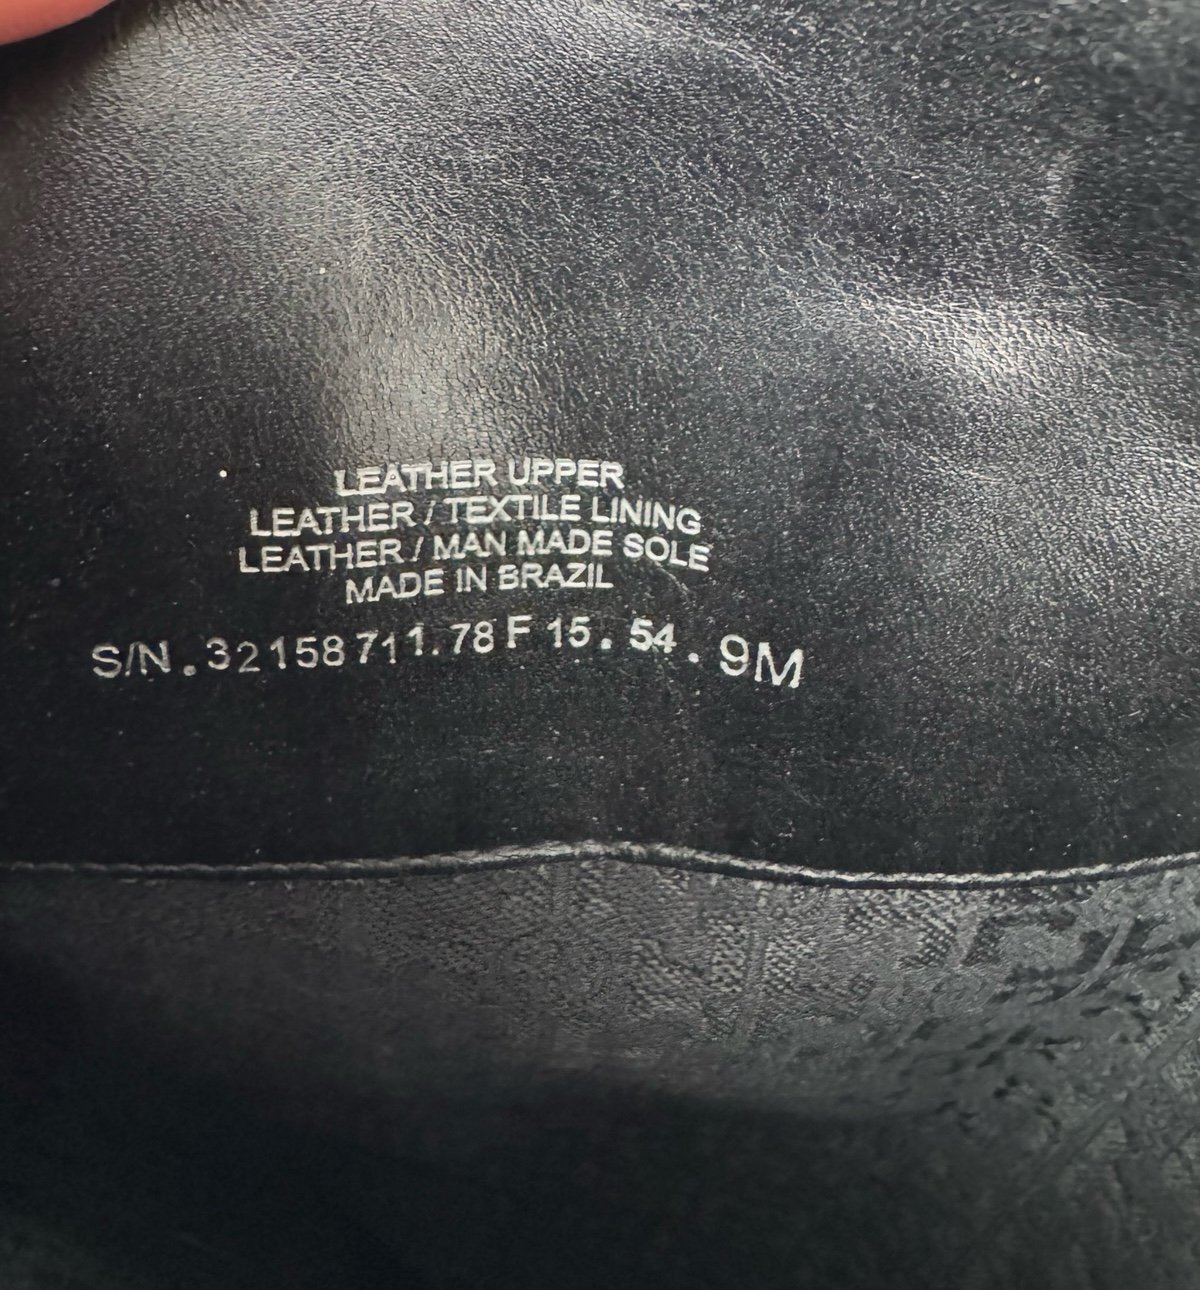 LEATHER UPPER
LEATHER / TEXTILE LINING
LEATHER / MAN MADE SOLE
MADE IN BRAZIL
S/N.32158711.78F15.54.9M